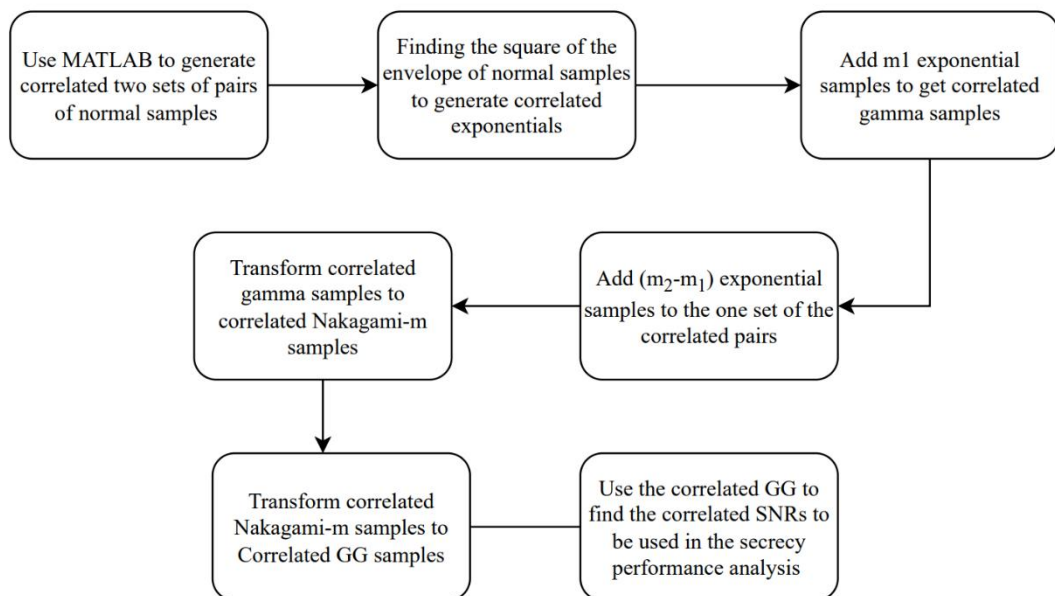 Use MATLAB to generate
correlated two sets of pairs
of normal samples
Finding the square of the
envelope of normal samples
to generate correlated
exponentials
Add m1 exponential
samples to get correlated
gamma samples
Add (m₂-m₁) exponential
samples to the one set of the
correlated pairs
Transform correlated
gamma samples to
correlated Nakagami-m
samples
Transform correlated
Nakagami-m samples to
Correlated GG samples
Use the correlated GG to
find the correlated SNRs to
be used in the secrecy
performance analysis